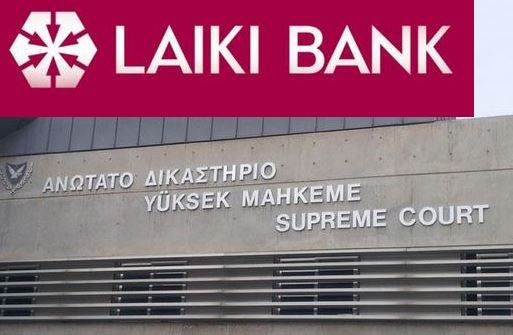 LAIKI BANK
ΑΝΩΤΑΤΟ ΔΙΚΑΣΤΗΡΙΟ
YÜKSEK MAHKEME
SUPREME COURT